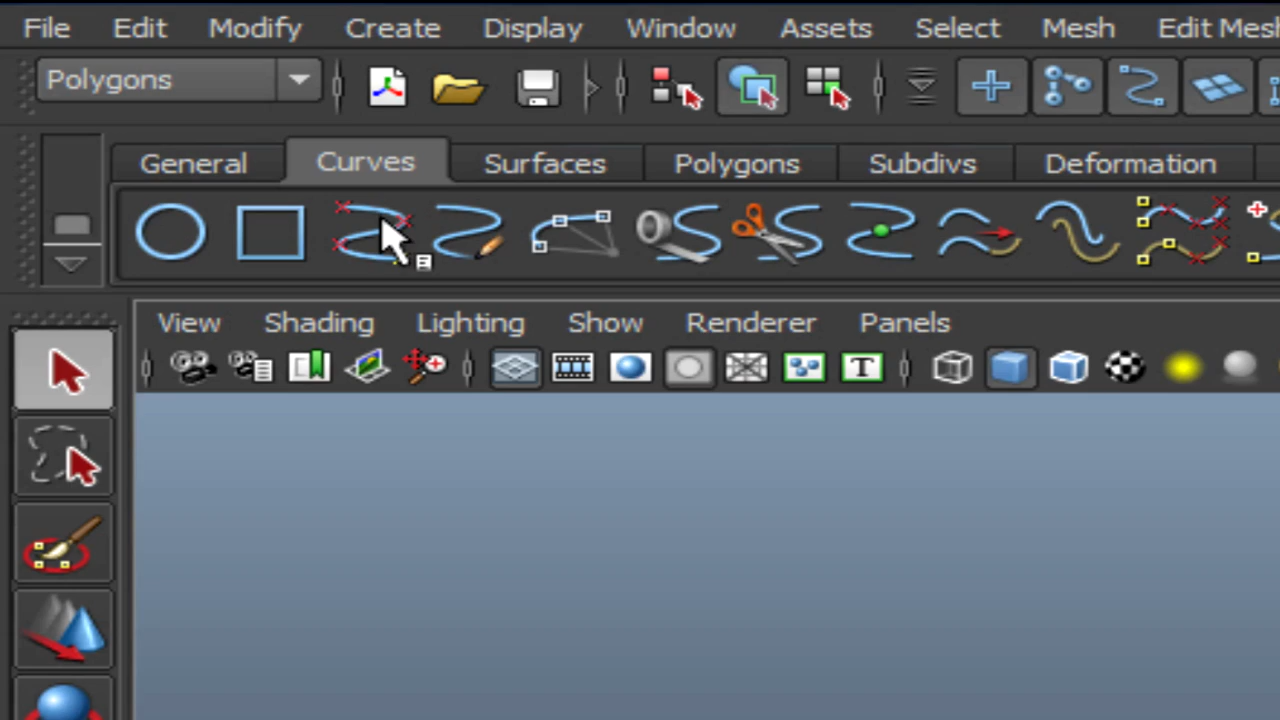 File Edit Modify Create Display Window Assets Select Mesh Edit Mesh
Polygons
General Curves Surfaces Polygons Subdivs Deformation
View Shading Lighting Show Renderer Panels
T